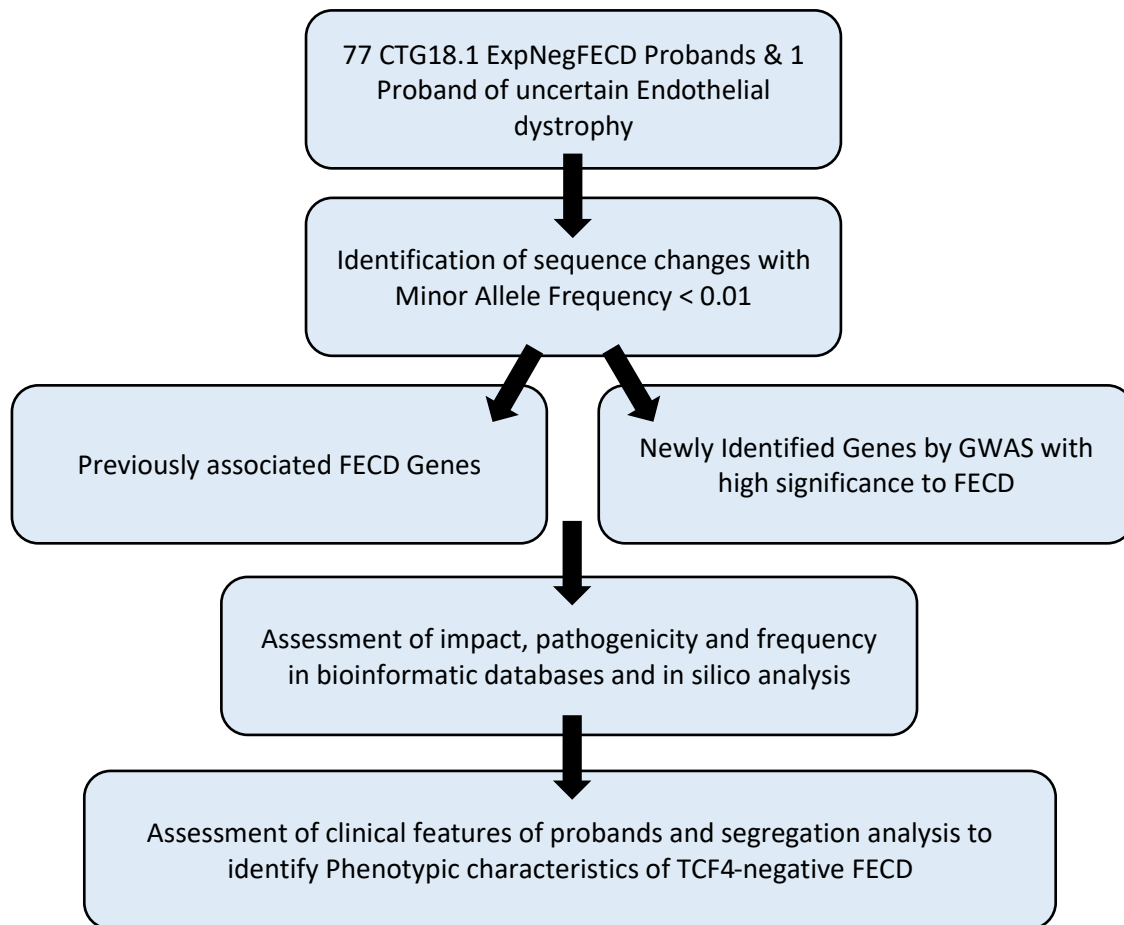 77 CTG18.1 ExpNegFECD Probands & 1
Proband of uncertain Endothelial
dystrophy
Identification of sequence changes with
Minor Allele Frequency < 0.01
Previously associated FECD Genes
Newly Identified Genes by GWAS with
high significance to FECD
Assessment of impact, pathogenicity and frequency
in bioinformatic databases and in silico analysis
Assessment of clinical features of probands and segregation analysis to
identify Phenotypic characteristics of TCF4-negative FECD